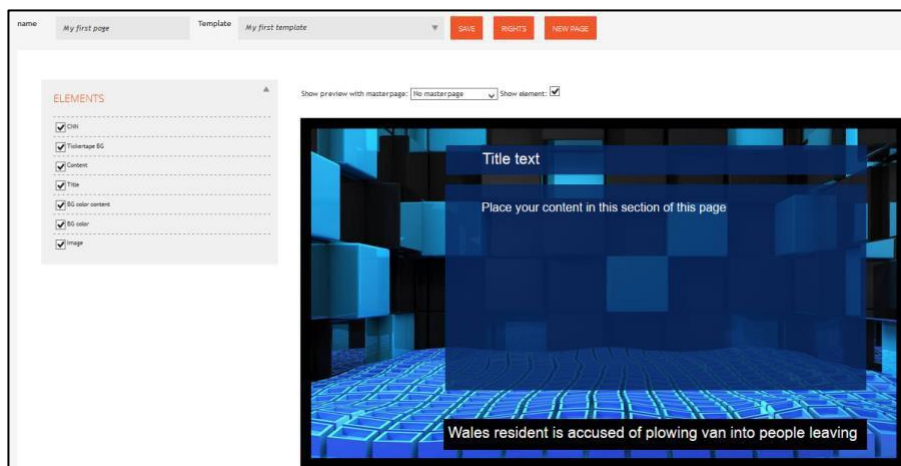 name My first page Template My first template SAVE RIGHTS NEW PAGE
ELEMENTS
CNN
Tickertape BG
Content
Title
BG color content
BG color
Image
Show preview with masterpage: No masterpage Show element:
Title text
Place your content in this section of this page
Wales resident is accused of plowing van into people leaving